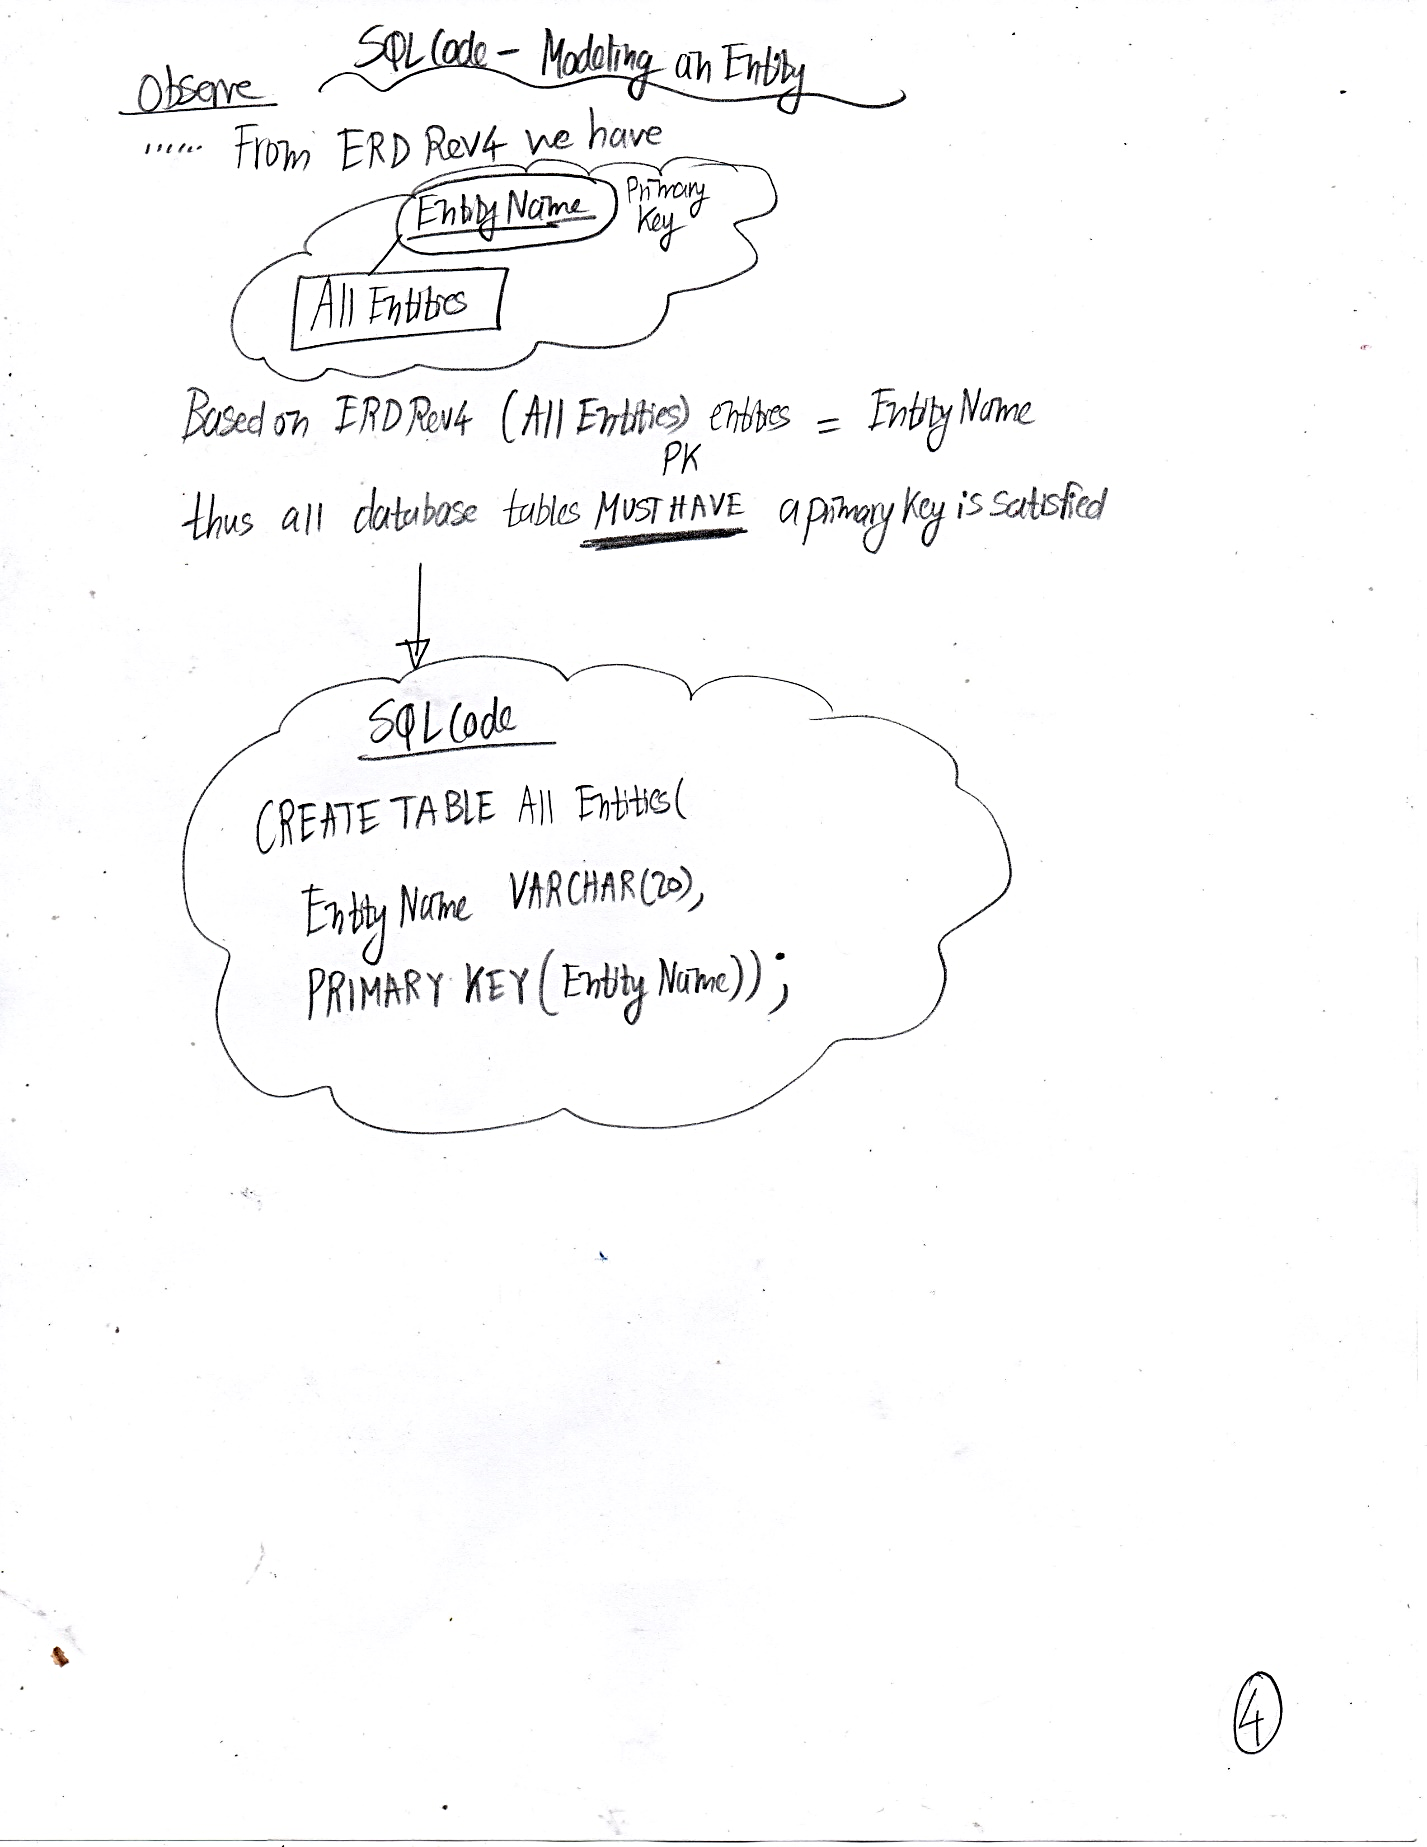 SQL Code - Modeling an Entity
Observe
From ERD Rev4 we have
Entity Name
Primary
Key
All Entities
Based on ERD Rev4 (All Entities) entities = Entity Name
PK
thus all database tables MUST HAVE a primary key is satisfied
SQL Code
CREATE TABLE All Entities(
Entity Name VARCHAR(20),
PRIMARY KEY(Entity Name));
4